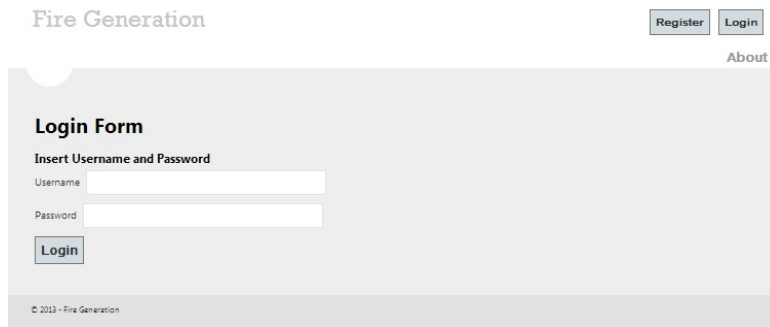 Fire Generation
Register Login
About
Login Form
Insert Username and Password
Username
Password
Login
© 2013 - Fire Generation